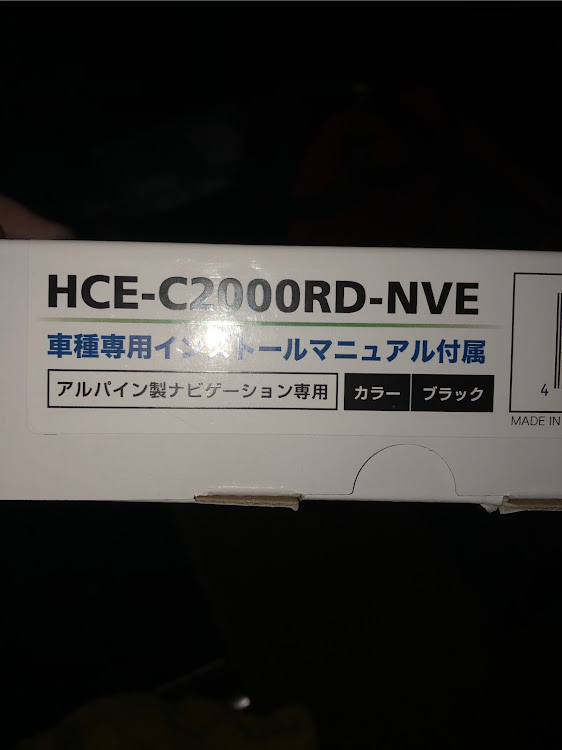 HCE-C2000RD-NVE
車種専用インストールマニュアル付属
アルパイン製ナビゲーション専用 カラー ブラック
4
MADE IN